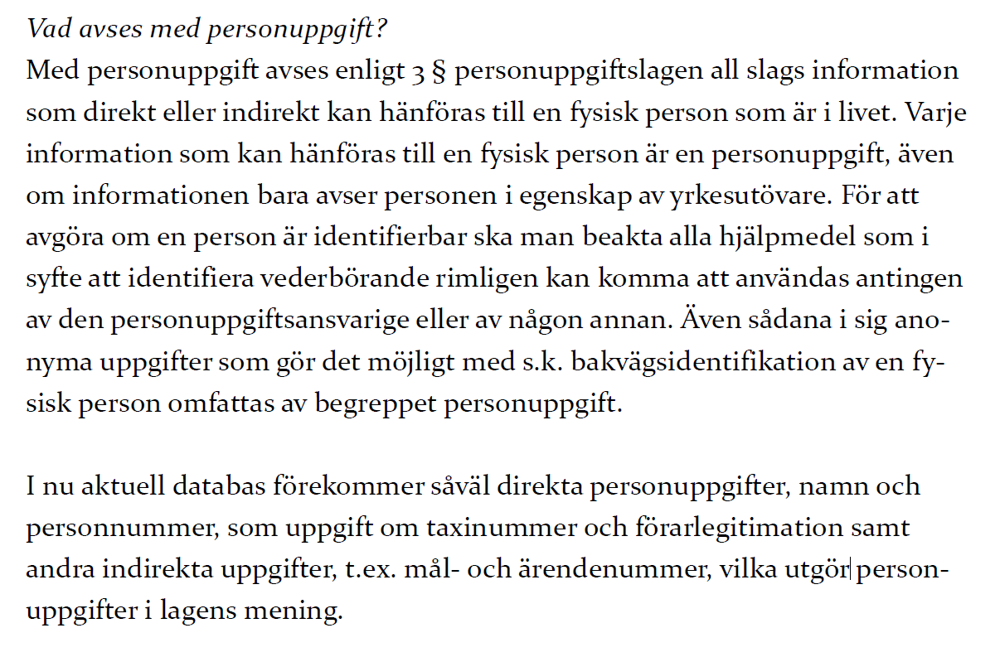 Vad avses med personuppgift?
Med personuppgift avses enligt 3 § personuppgiftslagen all slags information
som direkt eller indirekt kan hänföras till en fysisk person som är i livet. Varje
information som kan hänföras till en fysisk person är en personuppgift, även
om informationen bara avser personen i egenskap av yrkesutövare. För att
avgöra om en person är identifierbar ska man beakta alla hjälpmedel som i
syfte att identifiera vederbörande rimligen kan komma att användas antingen
av den personuppgiftsansvarige eller av någon annan. Även sådana i sig ano-
nyma uppgifter som gör det möjligt med s.k. bakvägsidentifikation av en fy-
sisk person omfattas av begreppet personuppgift.

I nu aktuell databas förekommer såväl direkta personuppgifter, namn och
personnummer, som uppgift om taxinummer och förarlegitimation samt
andra indirekta uppgifter, t.ex. mål- och ärendenummer, vilka utgör person-
uppgifter i lagens mening.